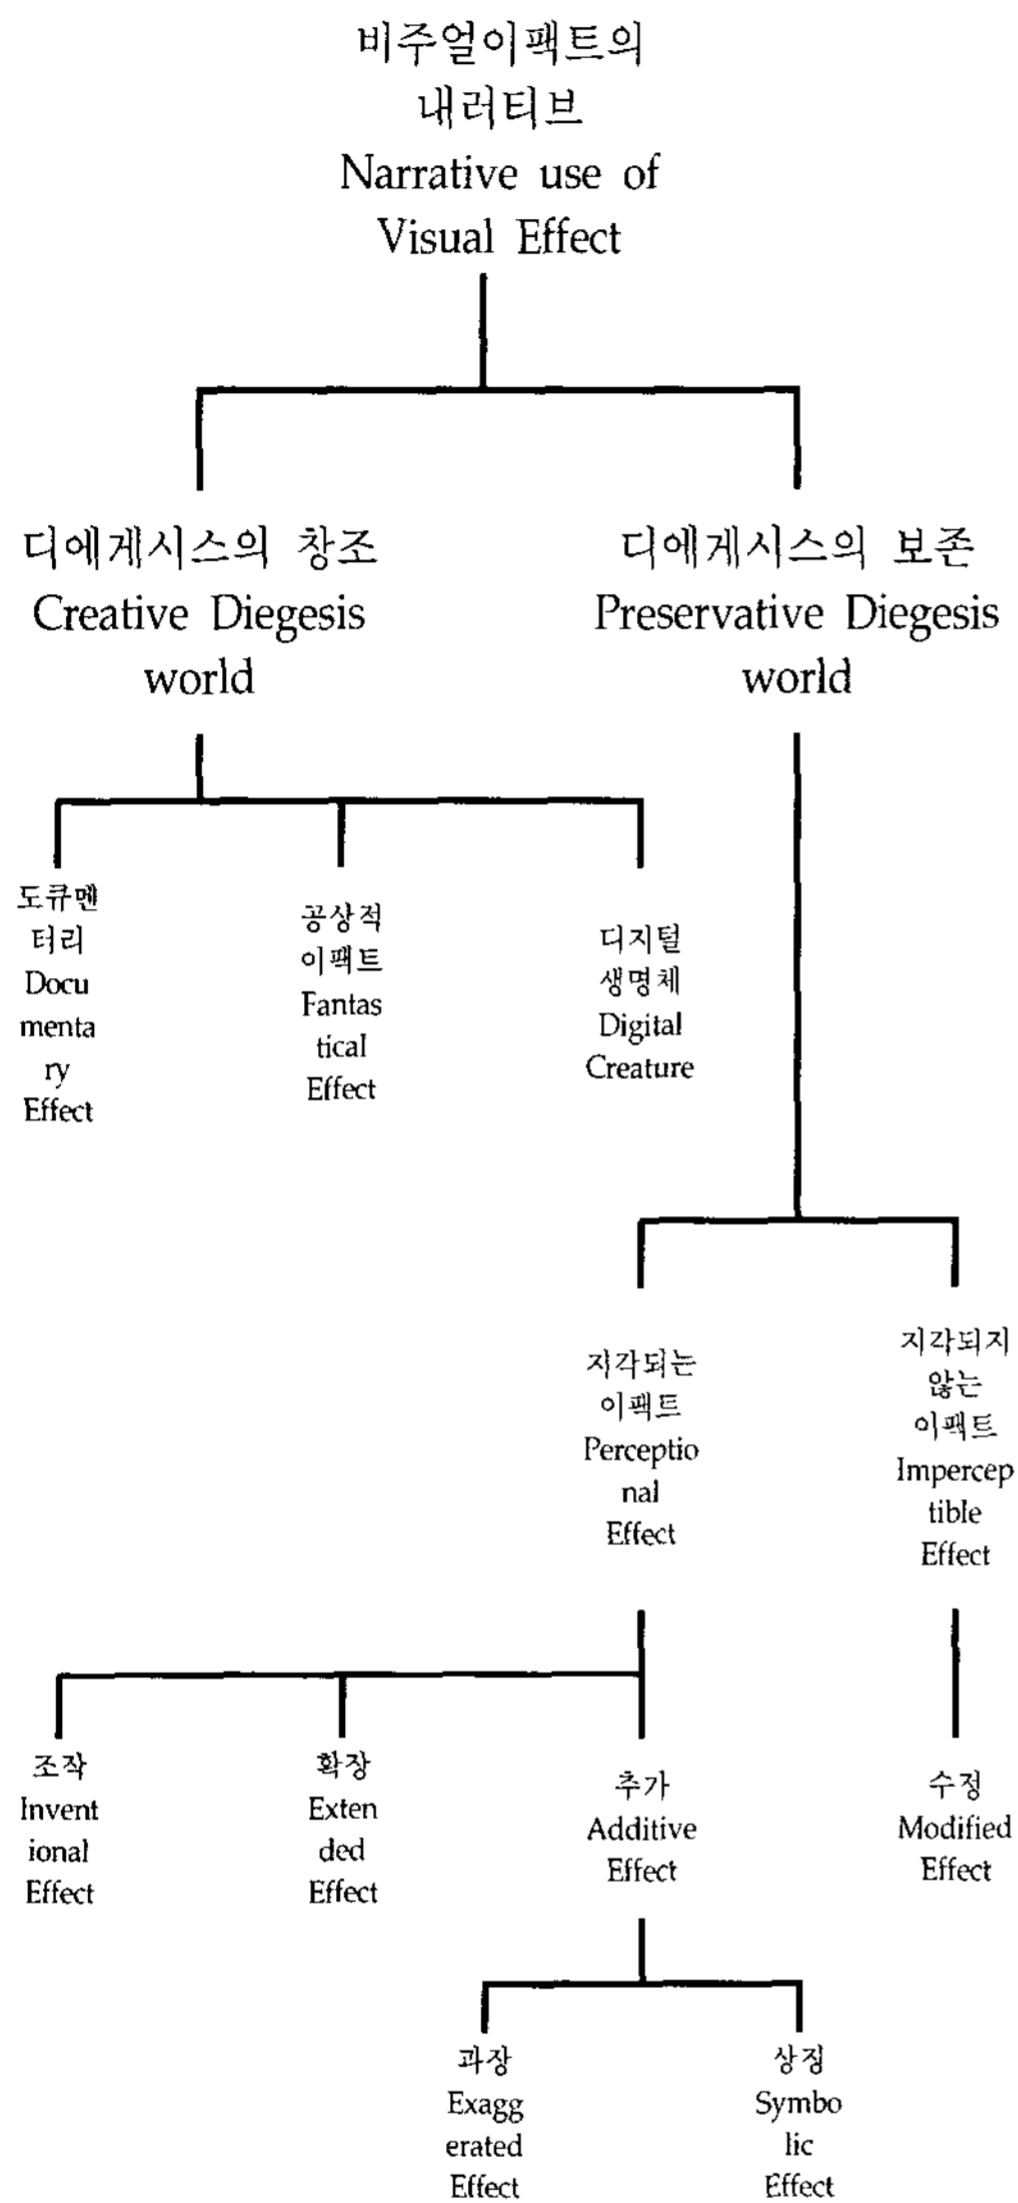 비주얼이팩트의
내러티브
Narrative use of
Visual Effect
디에게시스의 창조
Creative Diegesis
world
디에게시스의 보존
Preservative Diegesis
world
도큐멘
터리
Docu
menta
ry
Effect
공상적
이팩트
Fantas
tical
Effect
디지털
생명체
Digital
Creature
지각되는
이팩트
Perceptio
nal
Effect
지각되지
않는
이팩트
Impercep
tible
Effect
조작
Invent
ional
Effect
확장
Exten
ded
Effect
추가
Additive
Effect
수정
Modified
Effect
과장
Exagg
erated
Effect
상징
Symbo
lic
Effect